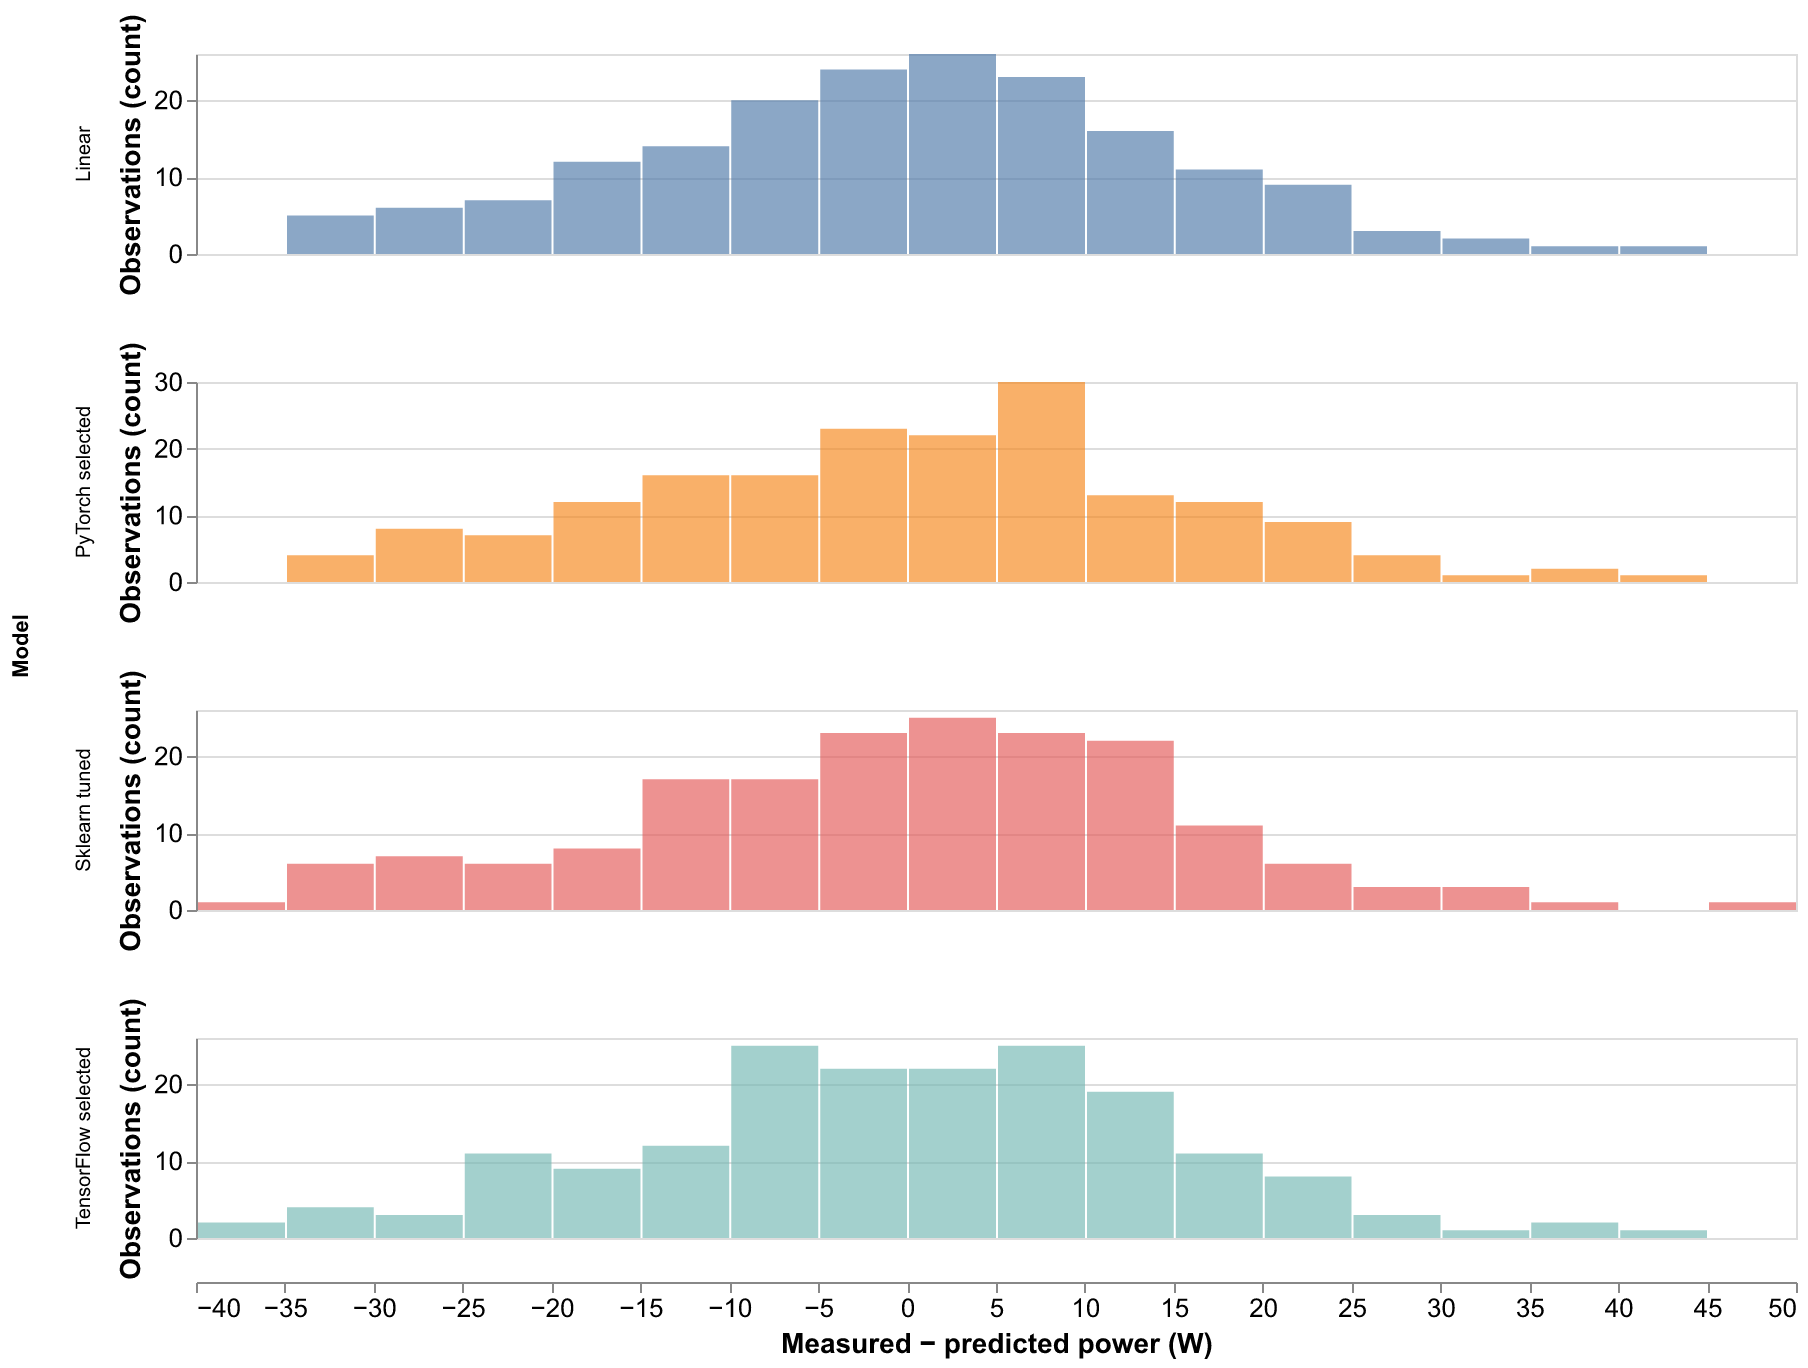 Model
Linear
Observations (count)
20
10
0
PyTorch selected
Observations (count)
30
20
10
0
Sklearn tuned
Observations (count)
20
10
0
TensorFlow selected
Observations (count)
20
10
0
−40 −35 −30 −25 −20 −15 −10 −5 0 5 10 15 20 25 30 35 40 45 50
Measured − predicted power (W)